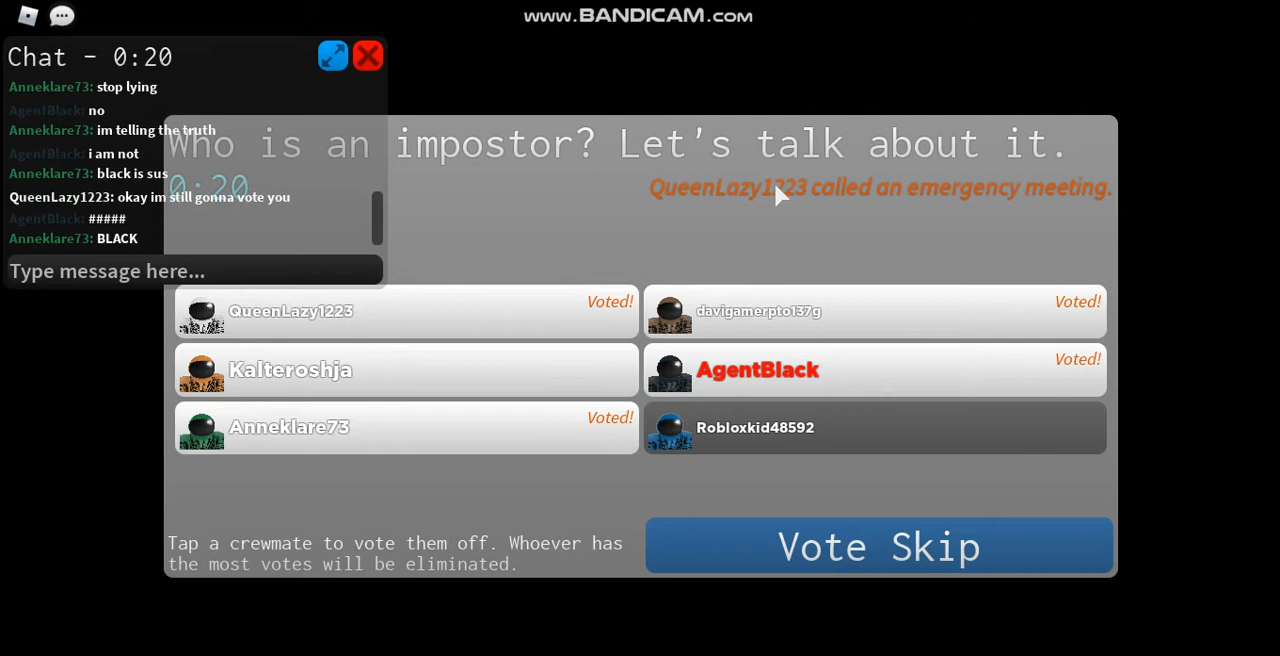 www.BANDICAM.com
Chat - 0:20
Anneklare73: stop lying
AgentBlack: no
Anneklare73: im telling the truth
AgentBlack: i am not
Anneklare73: black is sus
QueenLazy1223: okay im still gonna vote you
AgentBlack: #####
Anneklare73: BLACK
Type message here...
Who is an impostor? Let's talk about it.
0:20
QueenLazy1223 called an emergency meeting.
QueenLazy1223
Voted!
davigamerpto137g
Voted!
Kalteroshja
AgentBlack
Voted!
Anneklare73
Voted!
Robloxkid48592
Tap a crewmate to vote them off. Whoever has
the most votes will be eliminated.
Vote Skip